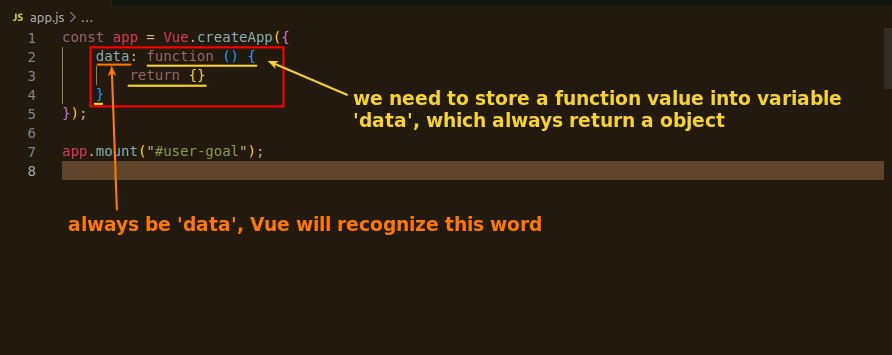 JS app.js > ...
1 const app = Vue.createApp({
2     data: function () {
3         return {}
4     }
5 });
6
7 app.mount("#user-goal");
8
we need to store a function value into variable
'data', which always return a object
always be 'data', Vue will recognize this word